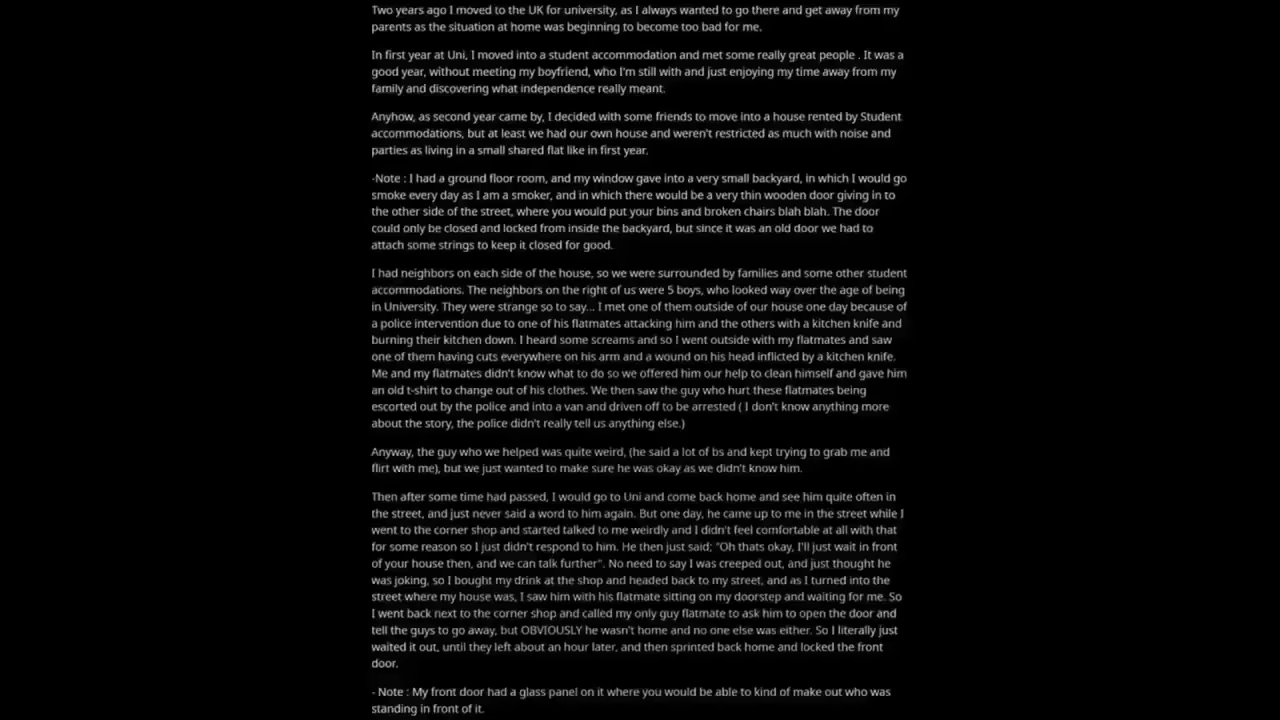 Two years ago I moved to the UK for university, as I always wanted to go there and get away from my
parents as the situation at home was beginning to become too bad for me.
In first year at Uni, I moved into a student accommodation and met some really great people . It was a
good year, without meeting my boyfriend, who I'm still with and just enjoying my time away from my
family and discovering what independence really meant.
Anyhow, as second year came by, I decided with some friends to move into a house rented by Student
accommodations, but at least we had our own house and weren't restricted as much with noise and
parties as living in a small shared flat like in first year.
-Note : I had a ground floor room, and my window gave into a very small backyard, in which I would go
smoke every day as I am a smoker, and in which there would be a very thin wooden door giving in to
the other side of the street, where you would put your bins and broken chairs blah blah. The door
could only be closed and locked from inside the backyard, but since it was an old door we had to
attach some strings to keep it closed for good.
I had neighbors on each side of the house, so we were surrounded by families and some other student
accommodations. The neighbors on the right of us were 5 boys, who looked way over the age of being
in University. They were strange so to say... I met one of them outside of our house one day because of
a police intervention due to one of his flatmates attacking him and the others with a kitchen knife and
burning their kitchen down. I heard some screams and so I went outside with my flatmates and saw
one of them having cuts everywhere on his arm and a wound on his head inflicted by a kitchen knife.
Me and my flatmates didn't know what to do so we offered him our help to clean himself and gave him
an old t-shirt to change out of his clothes. We then saw the guy who hurt these flatmates being
escorted out by the police and into a van and driven off to be arrested ( I don't know anything more
about the story, the police didn't really tell us anything else.)
Anyway, the guy who we helped was quite weird, (he said a lot of bs and kept trying to grab me and
flirt with me), but we just wanted to make sure he was okay as we didn't know him.
Then after some time had passed, I would go to Uni and come back home and see him quite often in
the street, and just never said a word to him again. But one day, he came up to me in the street while I
went to the corner shop and started talked to me weirdly and I didn't feel comfortable at all with that
for some reason so I just didn't respond to him. He then just said; "Oh thats okay, I'll just wait in front
of your house then, and we can talk further". No need to say I was creeped out, and just thought he
was joking, so I bought my drink at the shop and headed back to my street, and as I turned into the
street where my house was, I saw him with his flatmate sitting on my doorstep and waiting for me. So
I went back next to the corner shop and called my only guy flatmate to ask him to open the door and
tell the guys to go away, but OBVIOUSLY he wasn't home and no one else was either. So I literally just
waited it out, until they left about an hour later, and then sprinted back home and locked the front
door.
- Note : My front door had a glass panel on it where you would be able to kind of make out who was
standing in front of it.